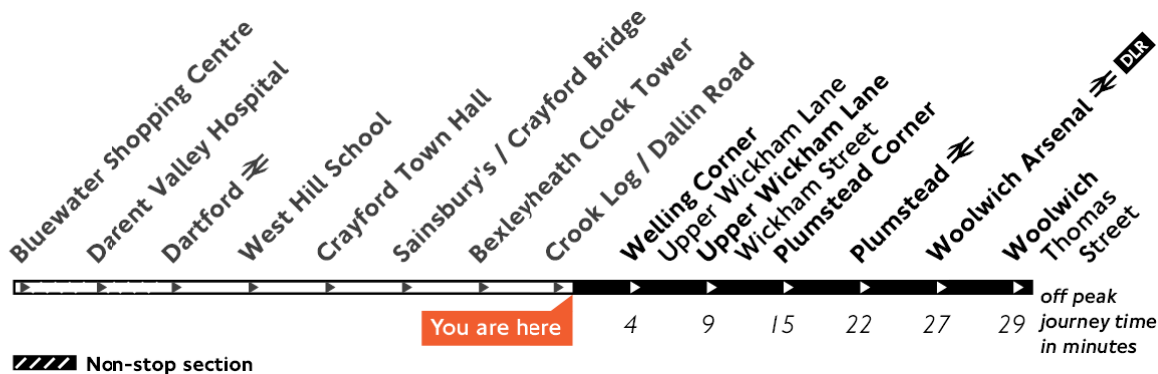 Bluewater Shopping Centre
Darent Valley Hospital
Dartford
West Hill School
Crayford Town Hall
Sainsbury's / Crayford Bridge
Bexleyheath Clock Tower
Crook Log / Dallin Road
Welling Corner
Upper Wickham Lane
Upper Wickham Lane
Wickham Street
Plumstead Corner
Plumstead
Woolwich Arsenal DLR
Woolwich
Thomas
Street
You are here
4 9 15 22 27 29
off peak
journey time
in minutes
Non-stop section